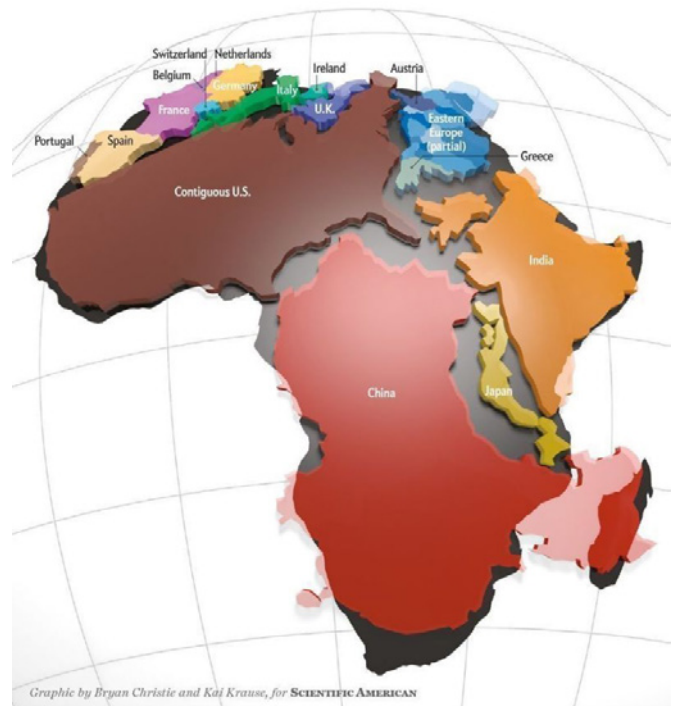 Switzerland
Netherlands
Belgium
Germany
Italy
Ireland
Austria
France
U.K.
Eastern
Europe
(partial)
Portugal
Spain
Greece
Contiguous U.S.
India
China
Japan
Graphic by Bryan Christie and Kai Krause, for SCIENTIFIC AMERICAN